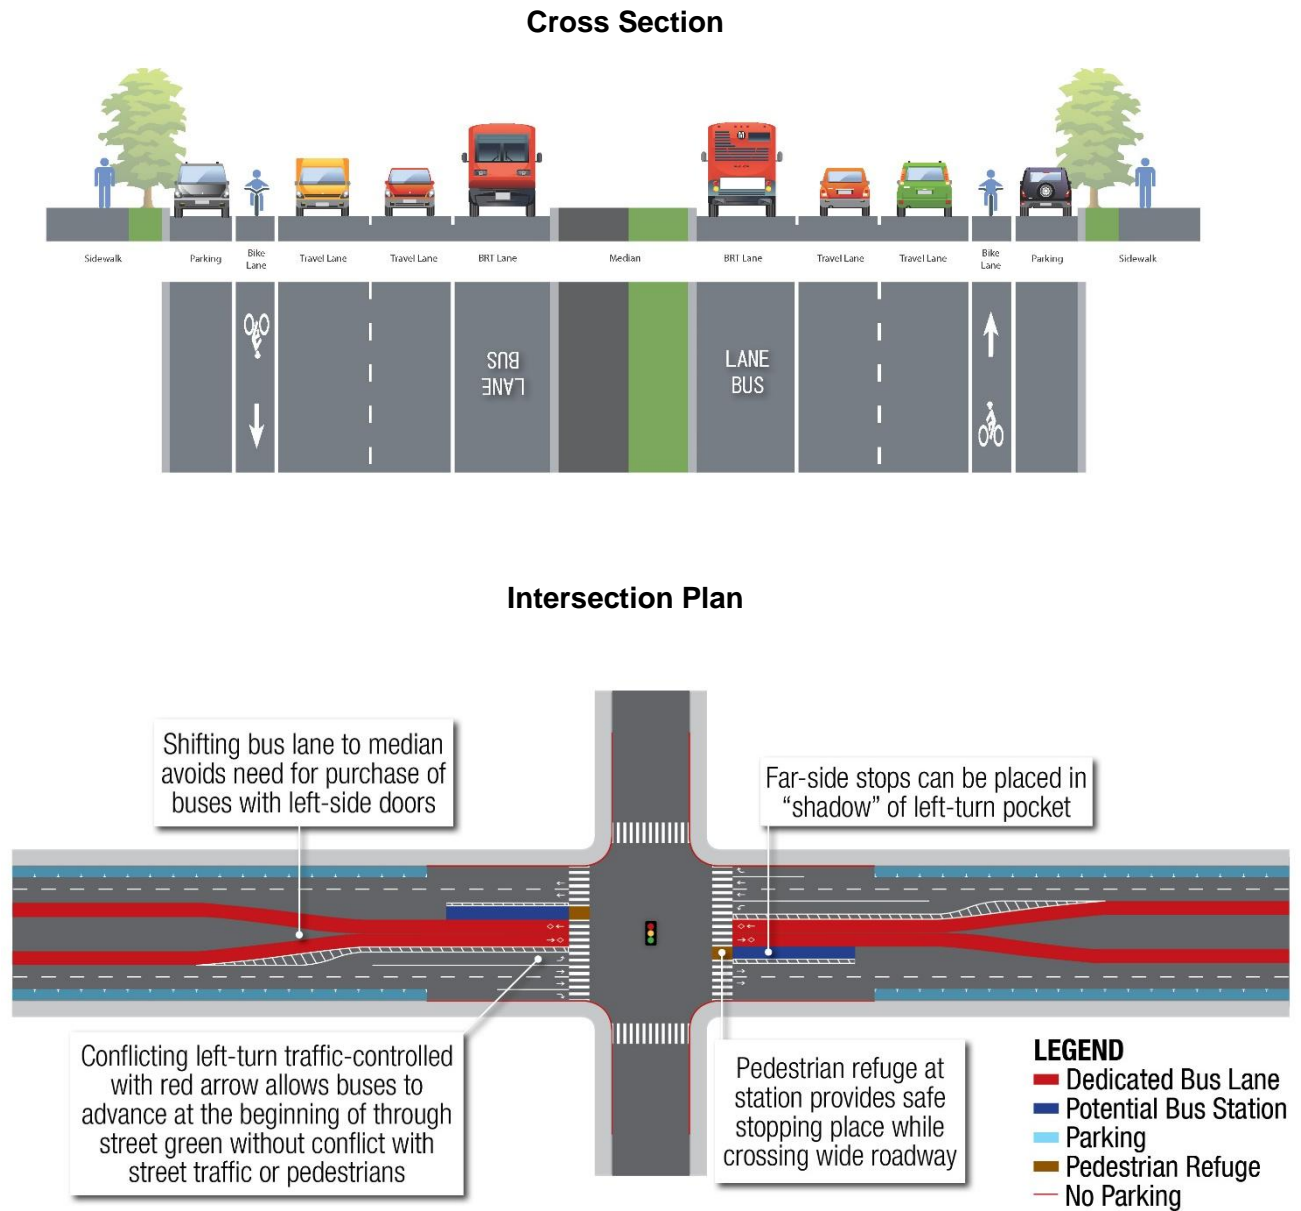 Cross Section
Sidewalk
Parking
Bike
Lane
Travel Lane
Travel Lane
BRT Lane
Median
BRT Lane
Travel Lane
Travel Lane
Bike
Lane
Parking
Sidewalk
BUS
LANE
LANE
BUS
Intersection Plan
Shifting bus lane to median
avoids need for purchase of
buses with left-side doors
Far-side stops can be placed in
“shadow” of left-turn pocket
Conflicting left-turn traffic-controlled
with red arrow allows buses to
advance at the beginning of through
street green without conflict with
street traffic or pedestrians
Pedestrian refuge at
station provides safe
stopping place while
crossing wide roadway
LEGEND
Dedicated Bus Lane
Potential Bus Station
Parking
Pedestrian Refuge
No Parking